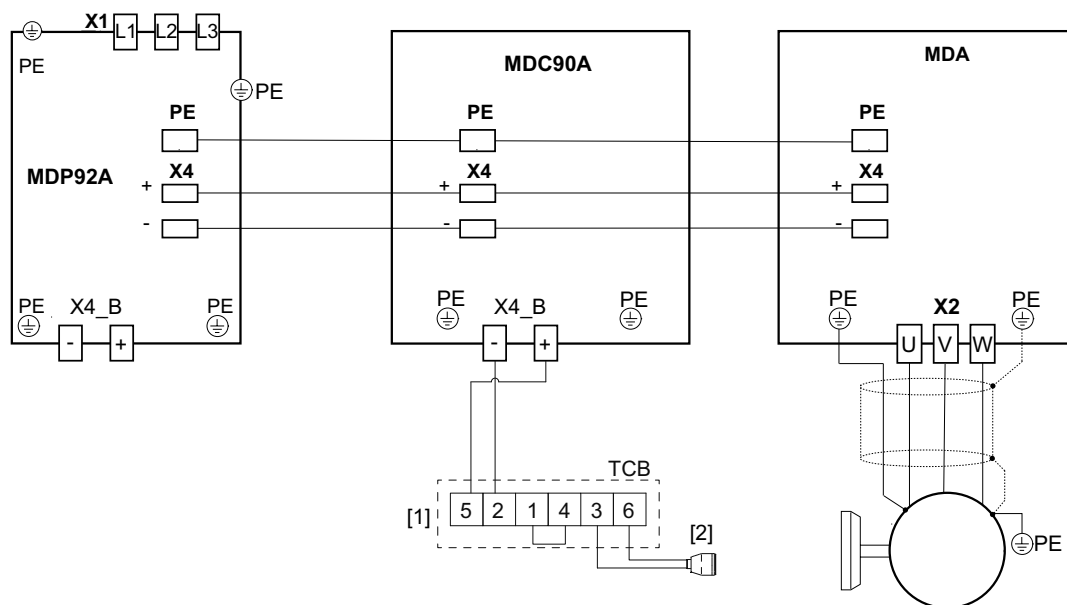 X1 L1 L2 L3
PE
PE
MDC90A
MDA
PE PE PE
MDP92A
X4 X4 X4
+ + +
- - -
PE X4_B PE
- +
PE X4_B PE
- +
PE X2 PE
U V W
TCB
[1] 5 2 1 4 3 6
[2]
PE